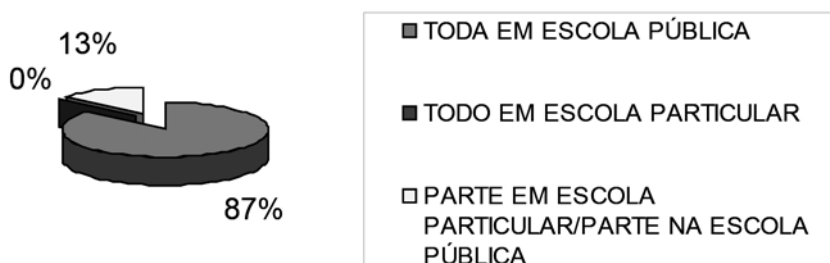 13%
0%
87%
TODA EM ESCOLA PÚBLICA
TODO EM ESCOLA PARTICULAR
PARTE EM ESCOLA
PARTICULAR/PARTE NA ESCOLA
PÚBLICA